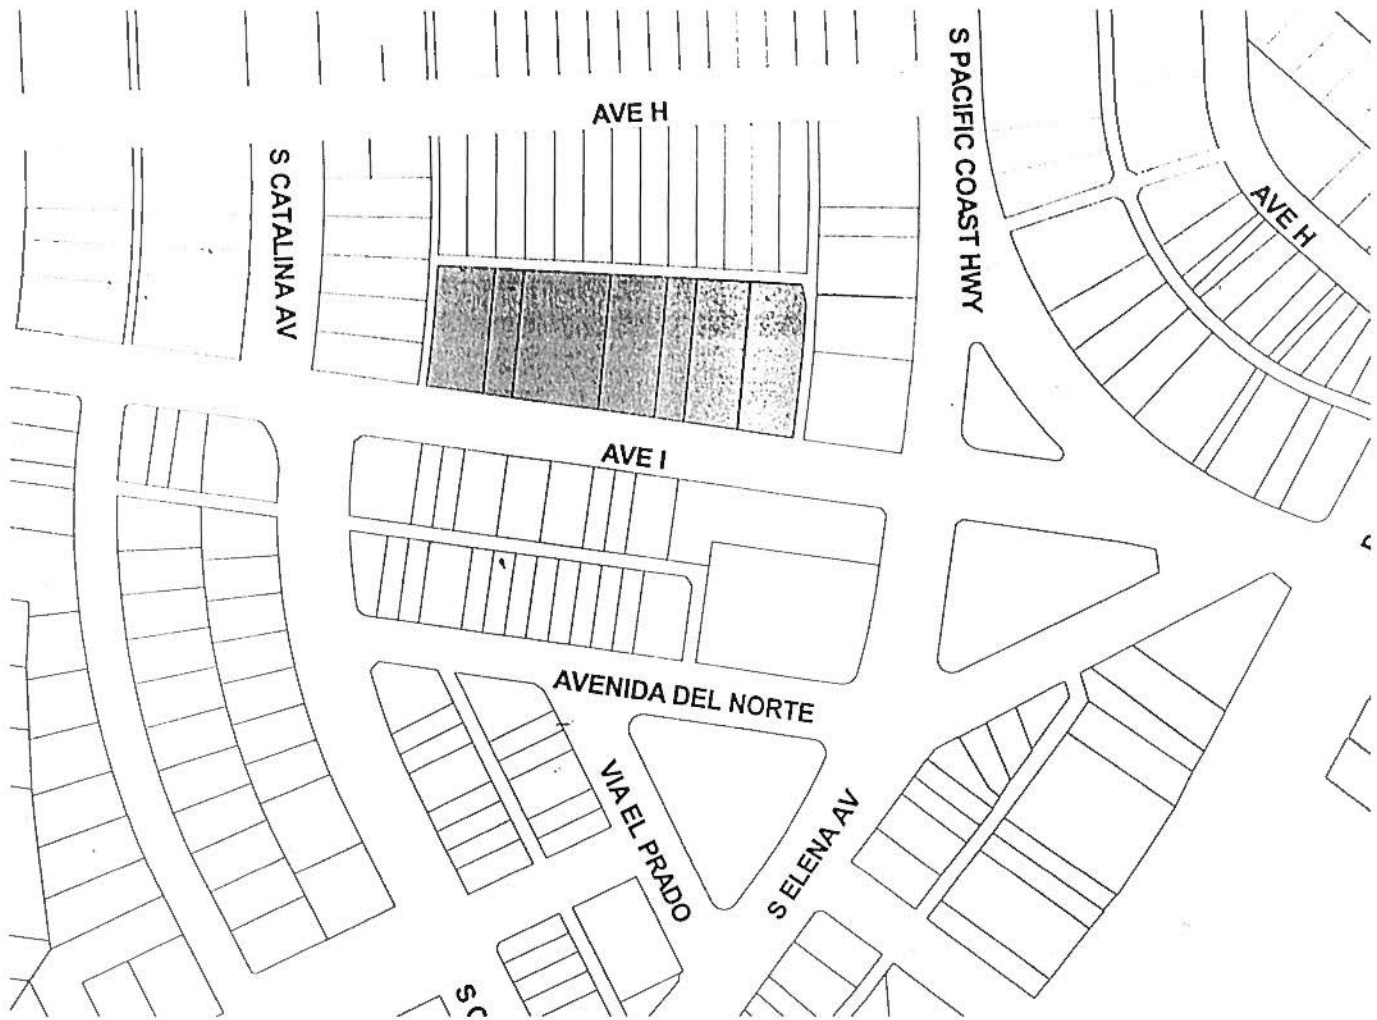 AVE H
S PACIFIC COAST HWY
S CATALINA AV
AVE H
AVE I
AVENIDA DEL NORTE
VIA EL PRADO
S ELENA AV